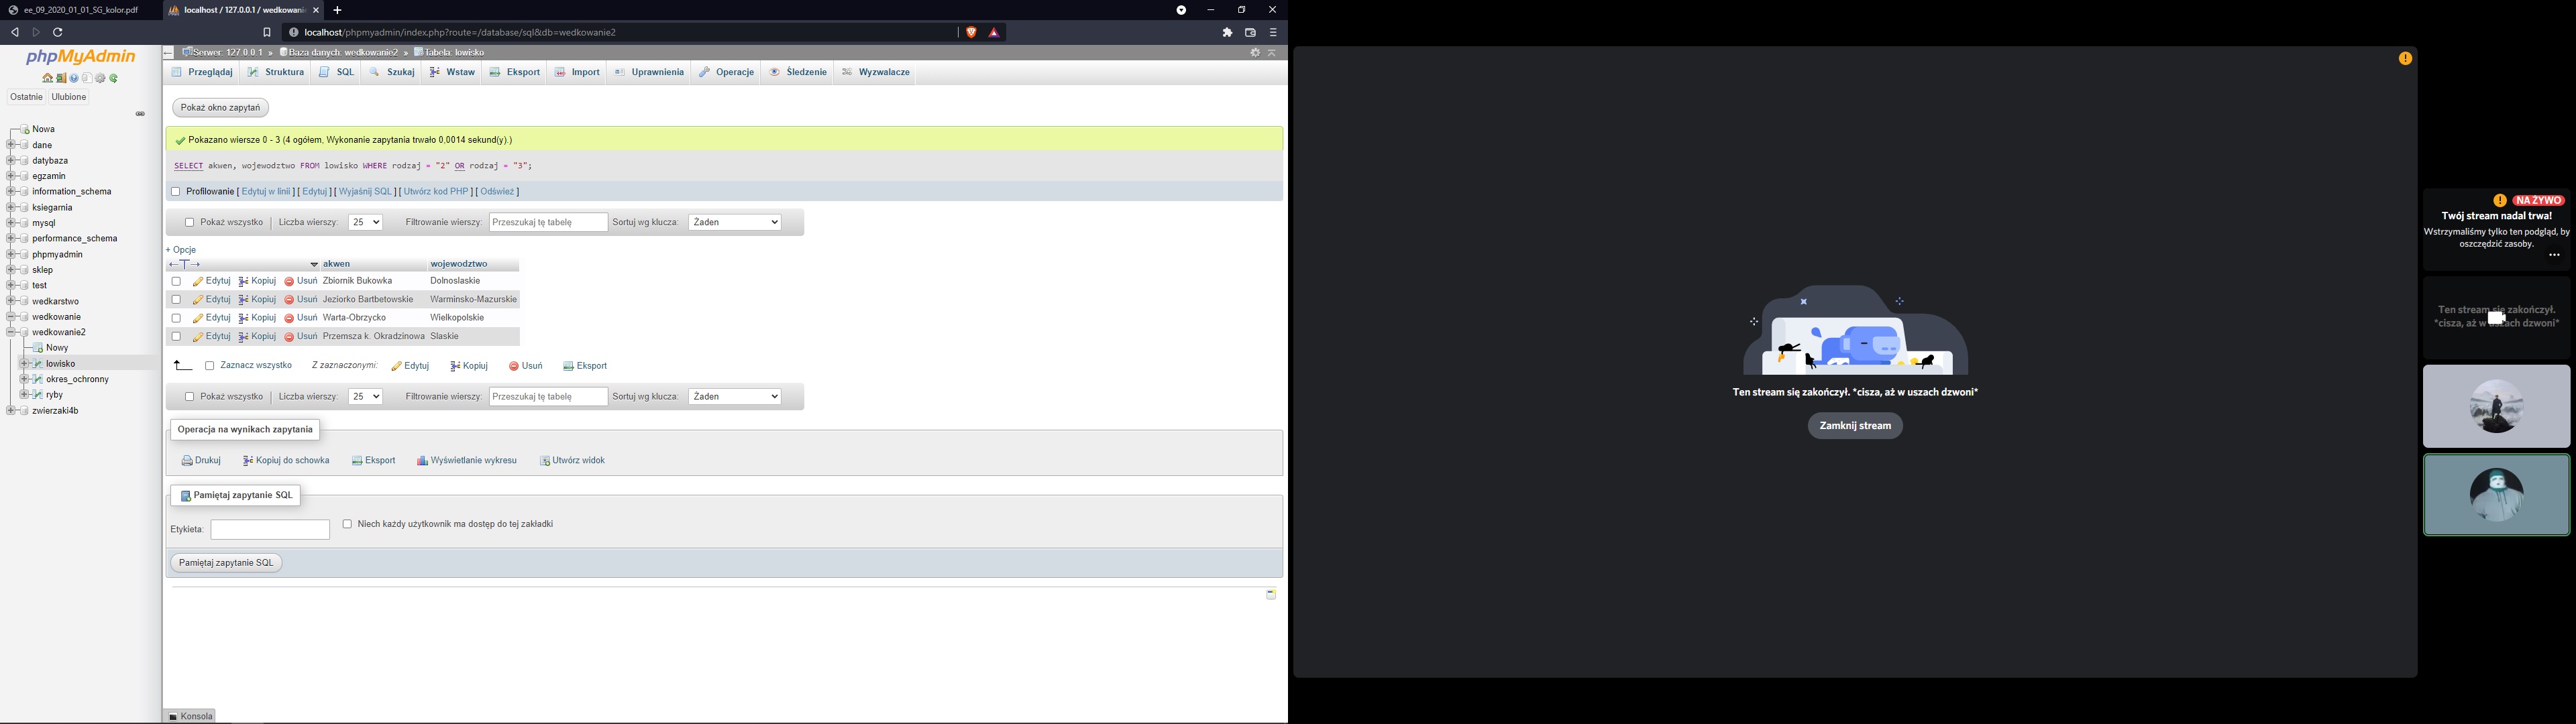 ee_09_2020_01_01_SG_kolor.pdf
localhost / 127.0.0.1 / wedkowani
localhost/phpmyadmin/index.php?route=/database/sql&db=wedkowanie2
phpMyAdmin
Ostatnie Ulubione
Nowa
dane
datybaza
egzamin
information_schema
ksiegarnia
mysql
performance_schema
phpmyadmin
sklep
test
wedkarstwo
wedkowanie
wedkowanie2
Nowy
lowisko
okres_ochronny
ryby
zwierzaki4b
Serwer: 127.0.0.1 » Baza danych: wedkowanie2 » Tabela: lowisko
Przeglądaj Struktura SQL Szukaj Wstaw Eksport Import Uprawnienia Operacje Śledzenie Wyzwalacze
Pokaż okno zapytań
Pokazano wiersze 0 - 3 (4 ogółem, Wykonanie zapytania trwało 0,0014 sekund(y).)
SELECT akwen, wojewodztwo FROM lowisko WHERE rodzaj = "2" OR rodzaj = "3";
Profilowanie [ Edytuj w linii ] [ Edytuj ] [ Wyjaśnij SQL ] [ Utwórz kod PHP ] [ Odśwież ]
Pokaż wszystko Liczba wierszy: 25 Filtrowanie wierszy: Przeszukaj tę tabelę Sortuj wg klucza: Żaden
+ Opcje
←T→ akwen wojewodztwo
Edytuj Kopiuj Usuń Zbiornik Bukowka Dolnoslaskie
Edytuj Kopiuj Usuń Jeziorko Bartbetowskie Warminsko-Mazurskie
Edytuj Kopiuj Usuń Warta-Obrzycko Wielkopolskie
Edytuj Kopiuj Usuń Przemsza k. Okradzinowa Slaskie
Zaznacz wszystko Z zaznaczonymi: Edytuj Kopiuj Usuń Eksport
Pokaż wszystko Liczba wierszy: 25 Filtrowanie wierszy: Przeszukaj tę tabelę Sortuj wg klucza: Żaden
Operacja na wynikach zapytania
Drukuj Kopiuj do schowka Eksport Wyświetlanie wykresu Utwórz widok
Pamiętaj zapytanie SQL
Etykieta: Niech każdy użytkownik ma dostęp do tej zakładki
Pamiętaj zapytanie SQL
Konsola
Ten stream się zakończył. *cisza, aż w uszach dzwoni*
Zamknij stream
NA ŻYWO
Twój stream nadal trwa!
Wstrzymaliśmy tylko ten podgląd, by
oszczędzić zasoby.
Ten stream się zakończył.
*cisza, aż w uszach dzwoni*